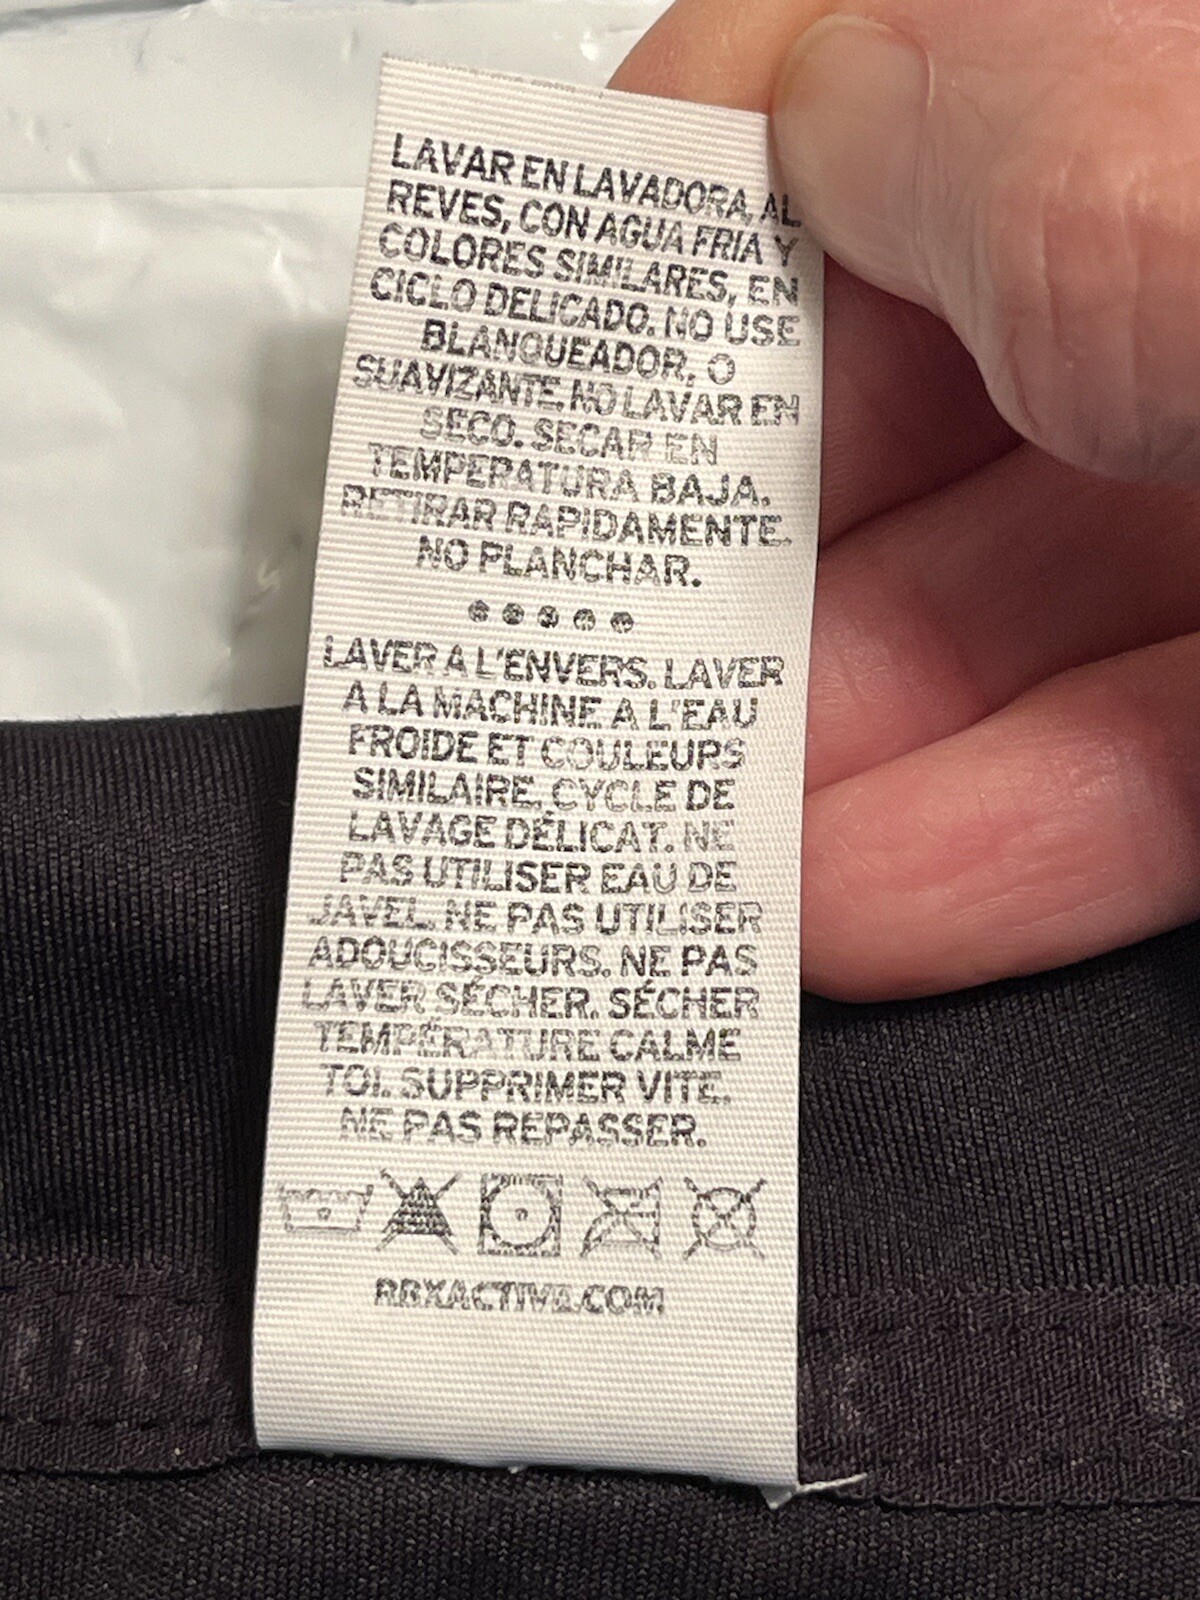 LAVAR EN LAVADORA, AL
REVES, CON AGUA FRIA Y
COLORES SIMILARES, EN
CICLO DELICADO. NO USE
BLANQUEADOR, O
SUAVIZANTE. NO LAVAR EN
SECO. SECAR EN
TEMPERATURA BAJA.
RETIRAR RAPIDAMENTE.
NO PLANCHAR.
LAVER A L'ENVERS. LAVER
A LA MACHINE A L'EAU
FROIDE ET COULEURS
SIMILAIRE. CYCLE DE
LAVAGE DÉLICAT. NE
PAS UTILISER EAU DE
JAVEL. NE PAS UTILISER
ADOUCISSEURS. NE PAS
LAVER SÉCHER. SÉCHER
TEMPÉRATURE CALME
TOI. SUPPRIMER VITE.
NE PAS REPASSER.
RBXACTIVE.COM